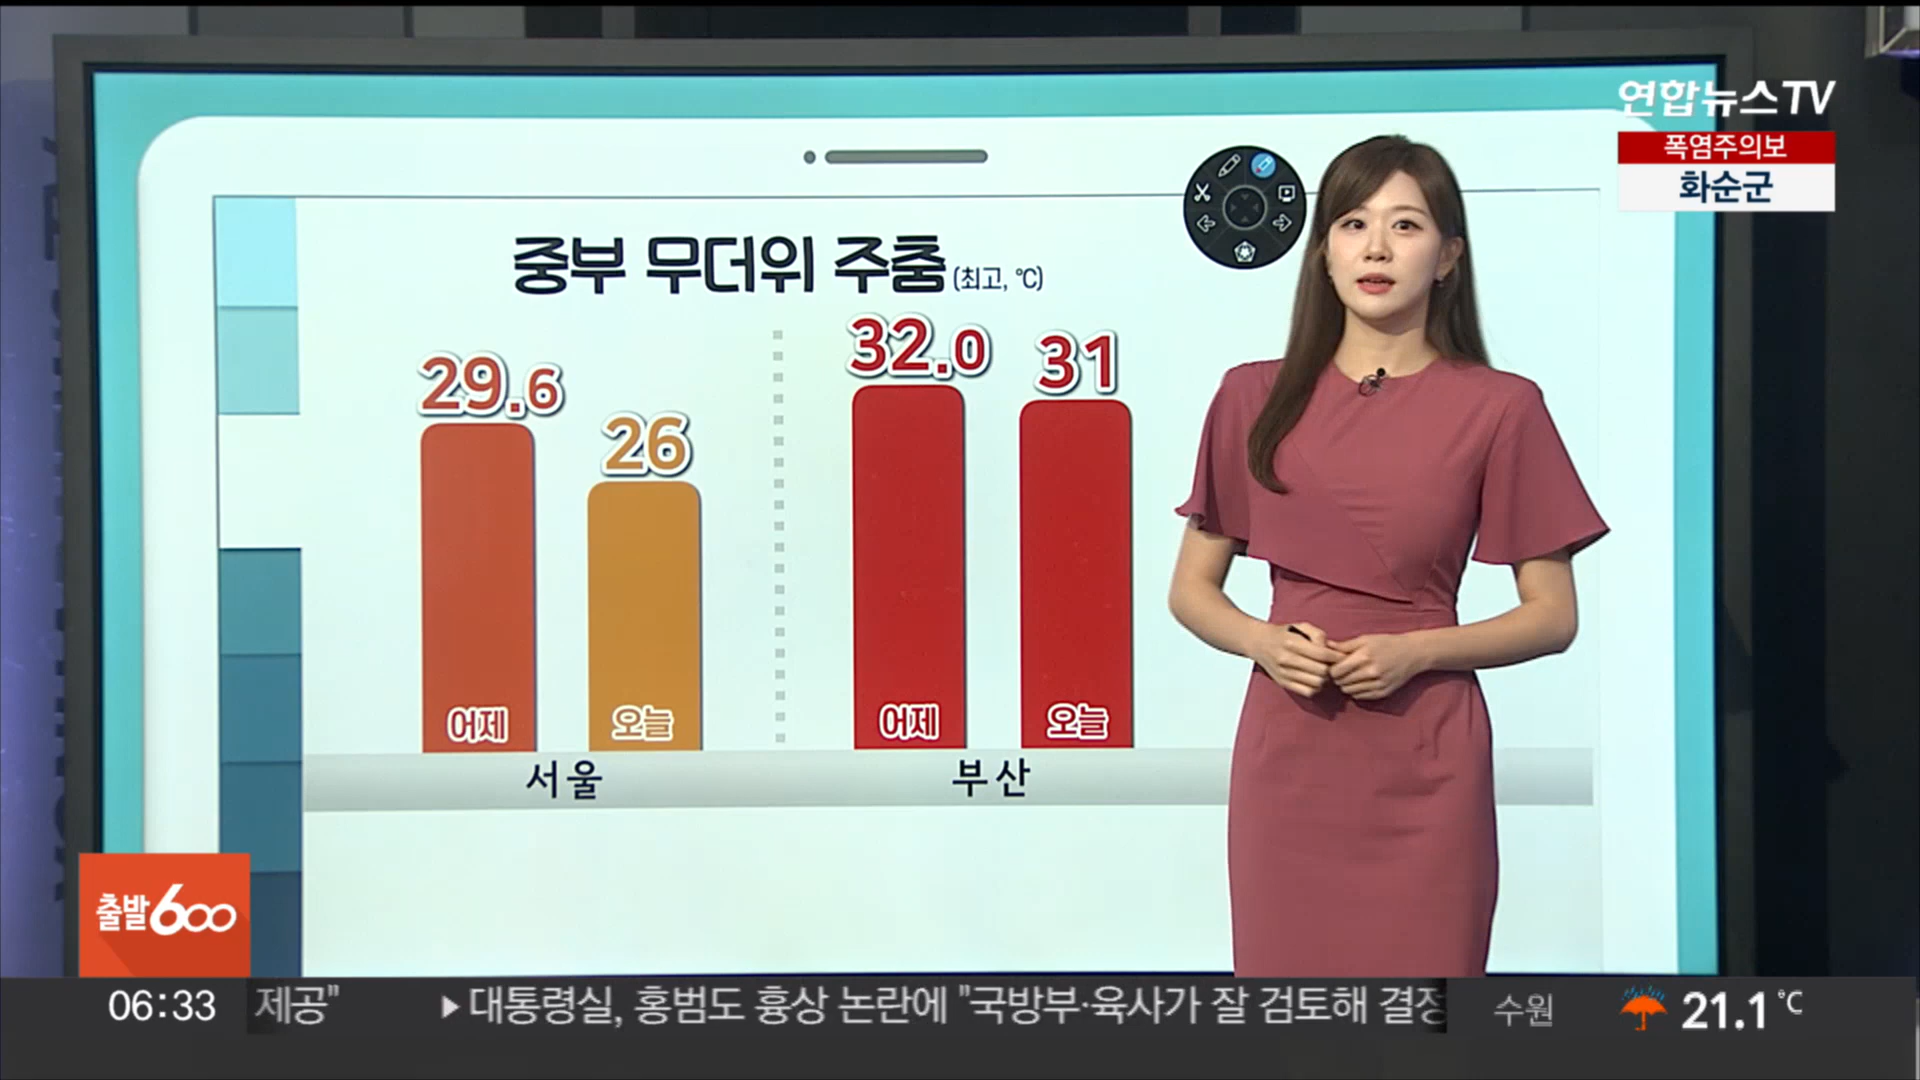 연합뉴스TV
폭염주의보
화순군
중부 무더위 주춤(최고, ℃)
29.6
26
32.0
31
어제
오늘
어제
오늘
서울
부산
출발600
06:33 제공" ▶대통령실, 홍범도 흉상 논란에 "국방부·육사가 잘 검토해 결정 수원 21.1℃